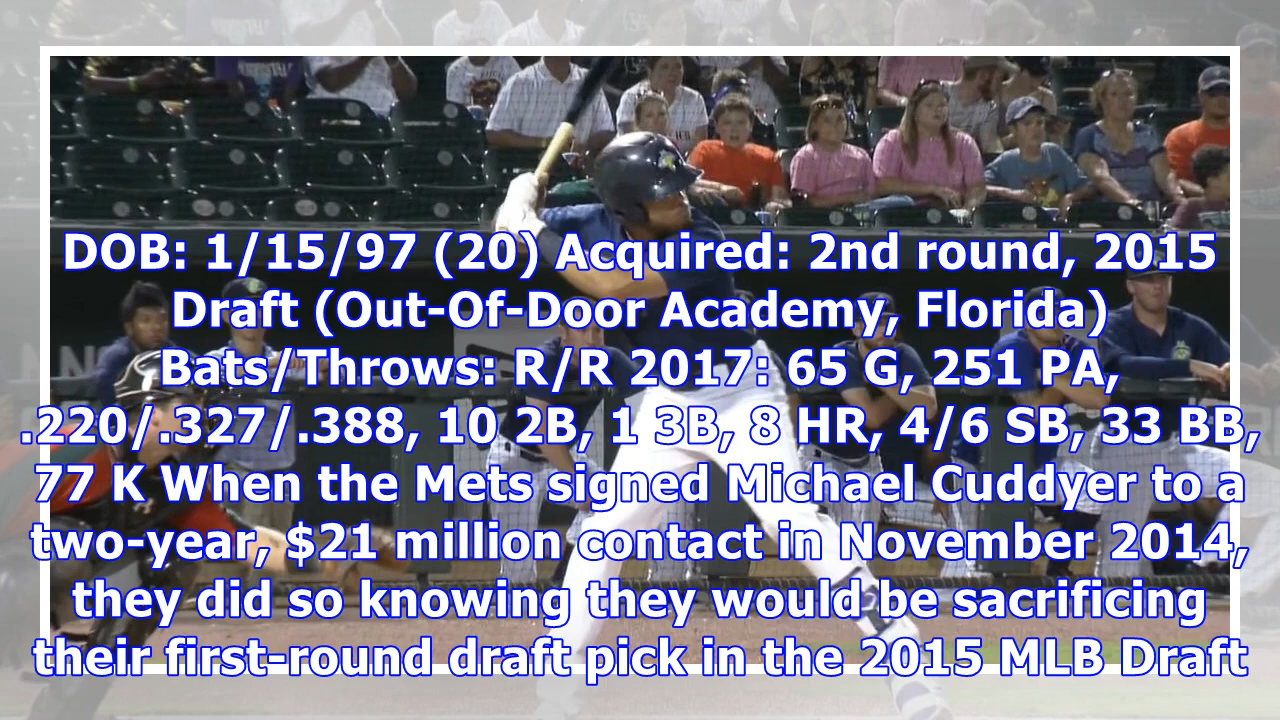 DOB: 1/15/97 (20) Acquired: 2nd round, 2015
Draft (Out-Of-Door Academy, Florida)
Bats/Throws: R/R 2017: 65 G, 251 PA,
.220/.327/.388, 10 2B, 1 3B, 8 HR, 4/6 SB, 33 BB,
77 K When the Mets signed Michael Cuddyer to a
two-year, $21 million contact in November 2014,
they did so knowing they would be sacrificing
their first-round draft pick in the 2015 MLB Draft